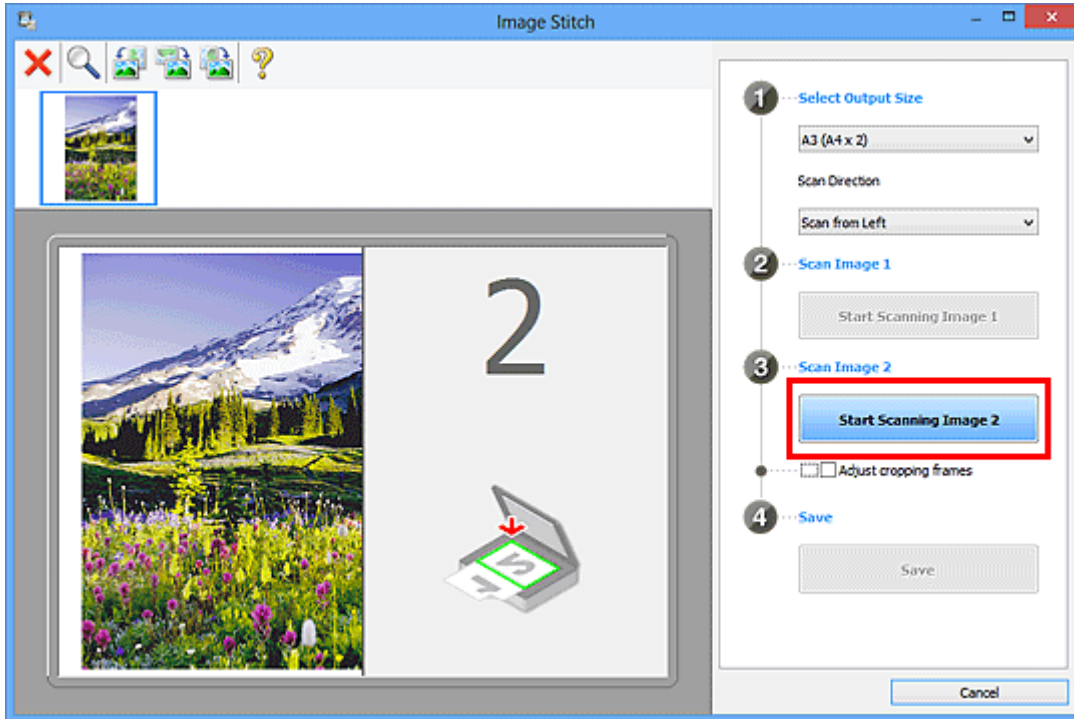 Image Stitch
1 Select Output Size
A3 (A4 x 2)
Scan Direction
Scan from Left
2 Scan Image 1
Start Scanning Image 1
3 Scan Image 2
Start Scanning Image 2
Adjust cropping frames
4 Save
Save
2
Cancel